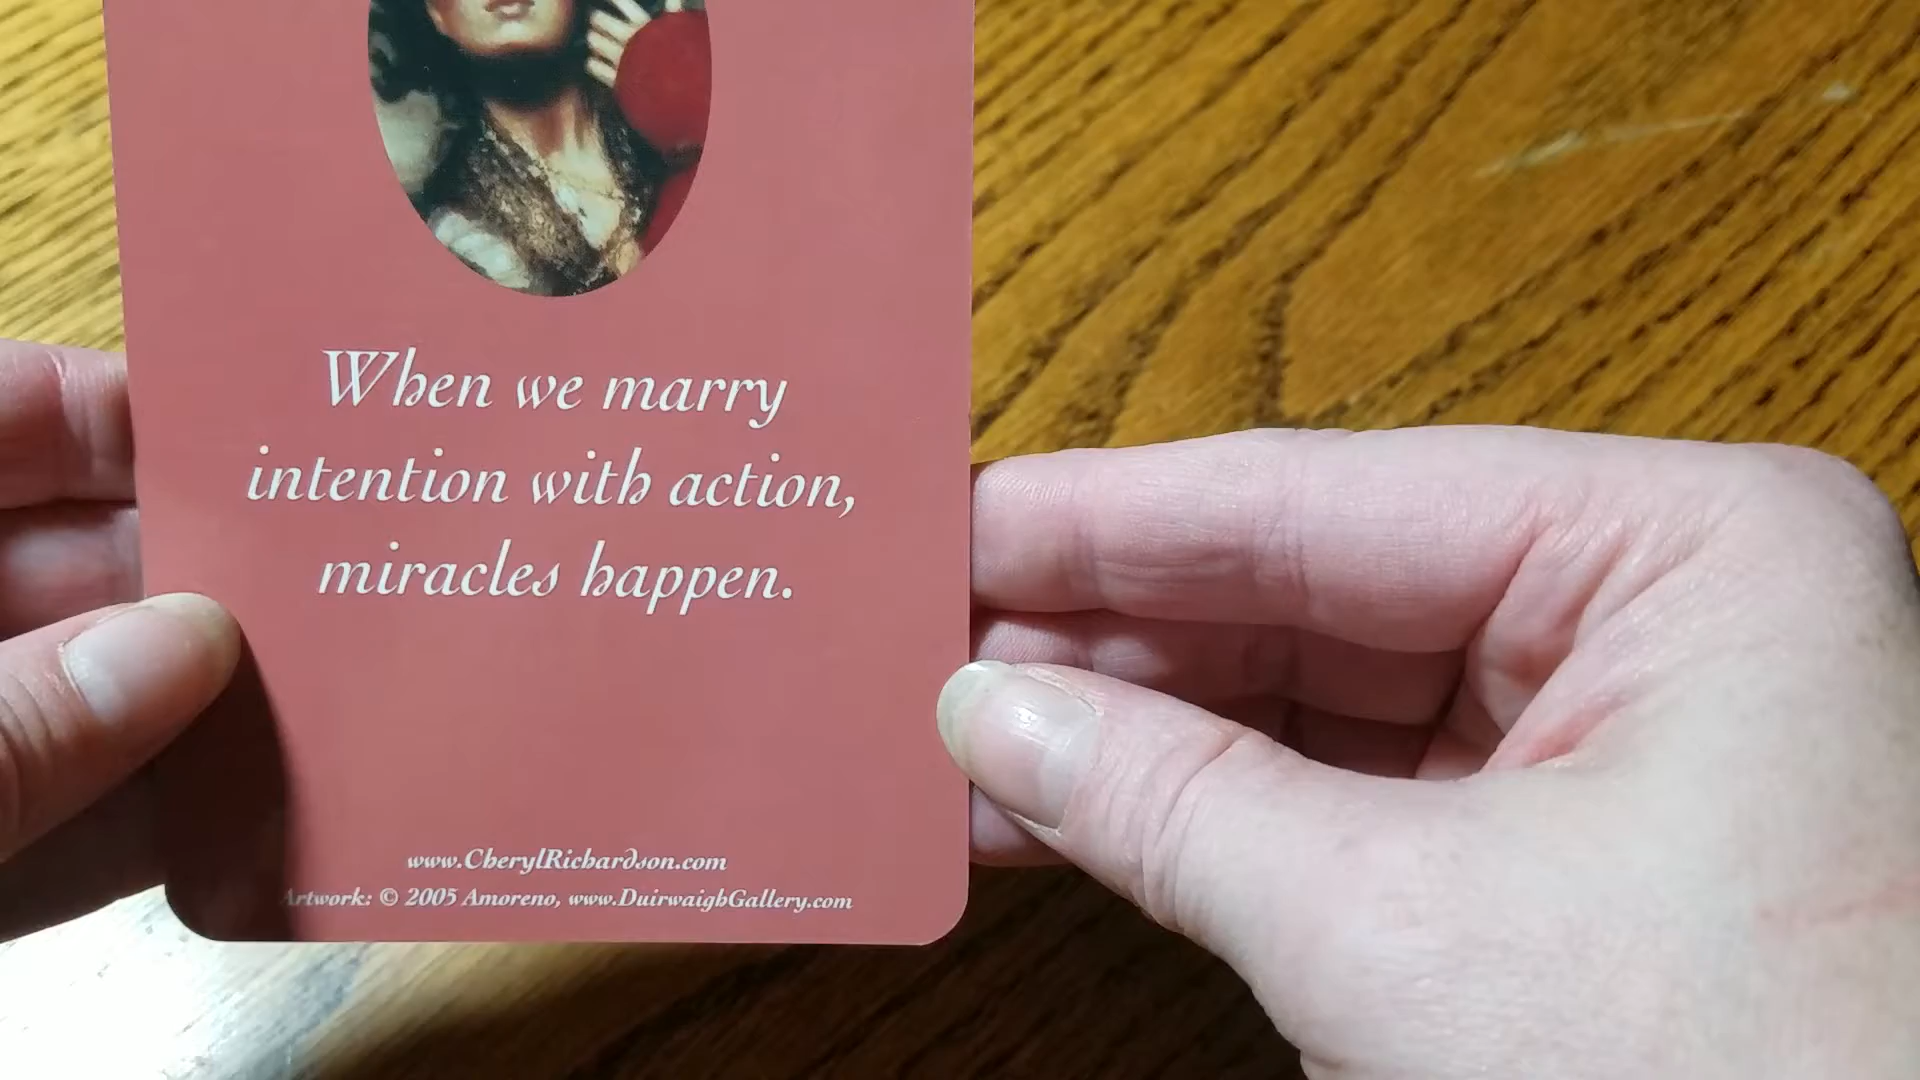 When we marry
intention with action,
miracles happen.
www.CherylRichardson.com
Artwork: © 2005 Amoreno, www.DuirwaighGallery.com